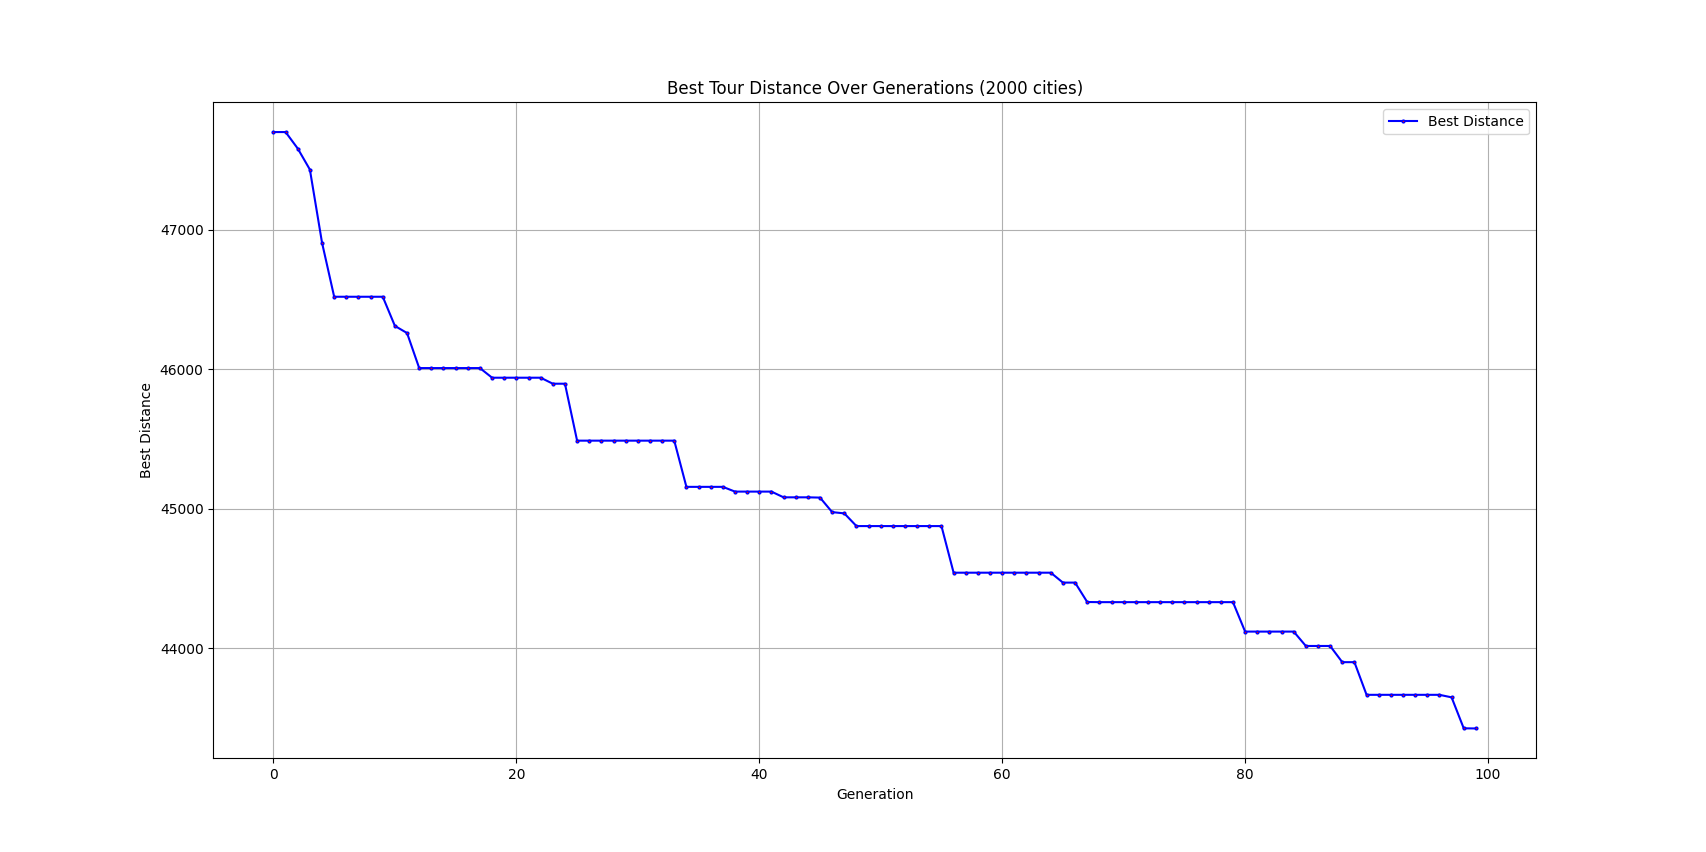 Best Tour Distance Over Generations (2000 cities)
Best Distance
47000
46000
45000
44000
Best Distance
0 20 40 60 80 100
Generation